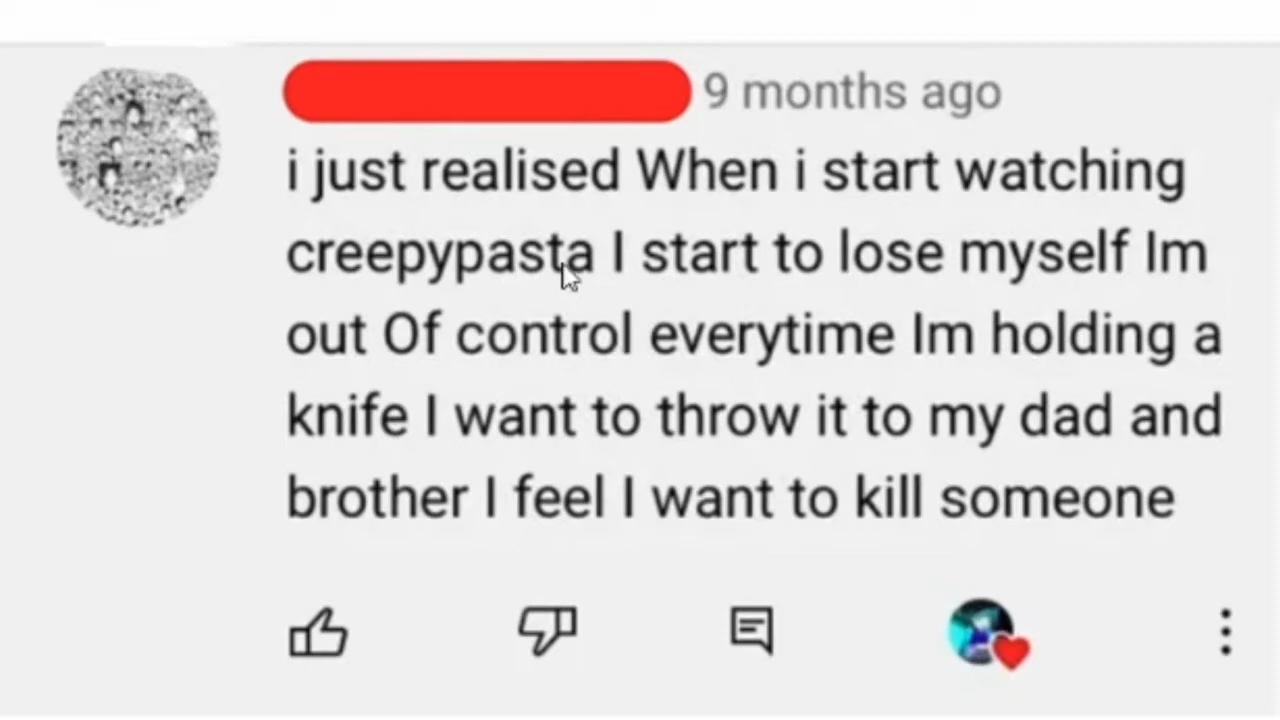 9 months ago
i just realised When i start watching
creepypasta I start to lose myself Im
out Of control everytime Im holding a
knife I want to throw it to my dad and
brother I feel I want to kill someone